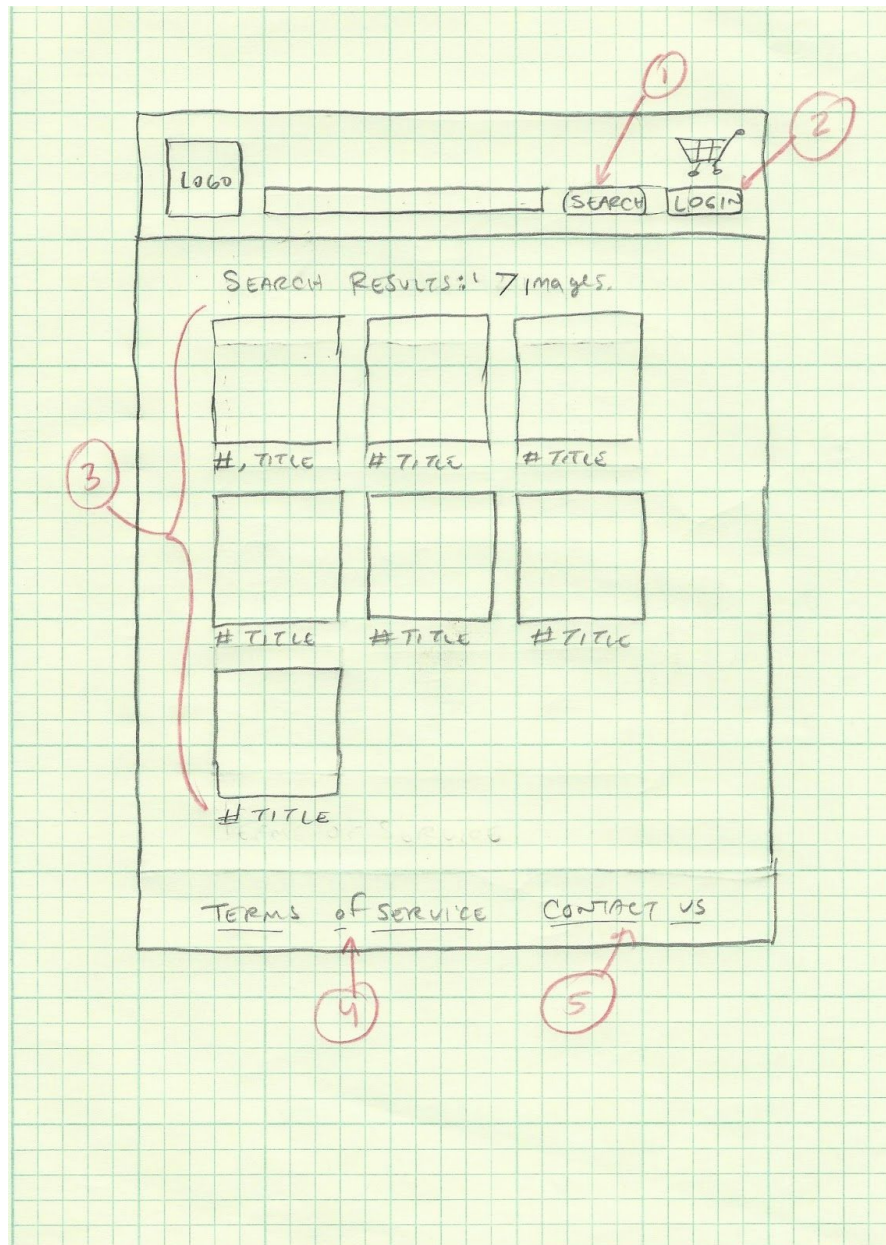 1
2
LOGO
SEARCH LOGIN
SEARCH RESULTS: 7 images.
#, TITLE # TITLE # TITLE
3
# TITLE # TITLE # TITLE
# TITLE
TERMS of SERVICE CONTACT US
4 5